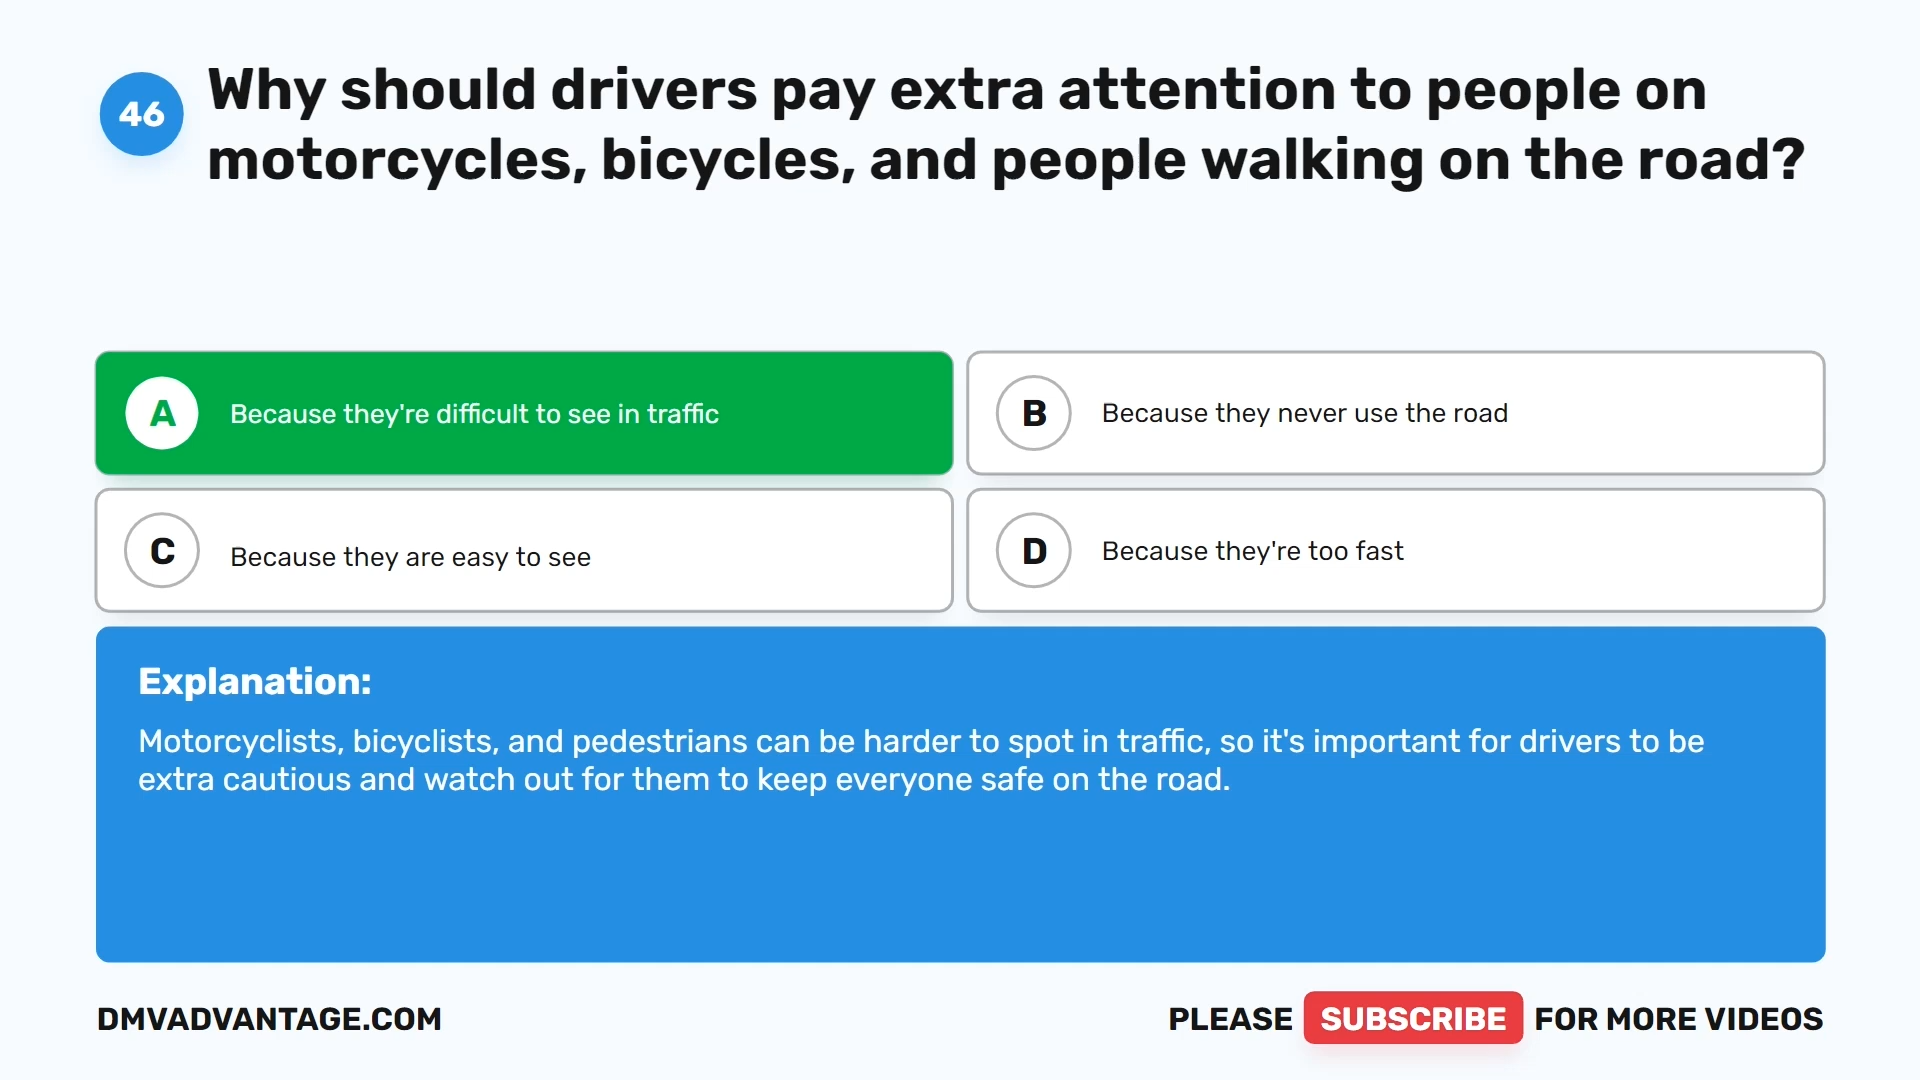 46
Why should drivers pay extra attention to people on
motorcycles, bicycles, and people walking on the road?
A Because they're difficult to see in traffic
B Because they never use the road
C Because they are easy to see
D Because they're too fast
Explanation:
Motorcyclists, bicyclists, and pedestrians can be harder to spot in traffic, so it's important for drivers to be
extra cautious and watch out for them to keep everyone safe on the road.
DMVADVANTAGE.COM
PLEASE SUBSCRIBE FOR MORE VIDEOS